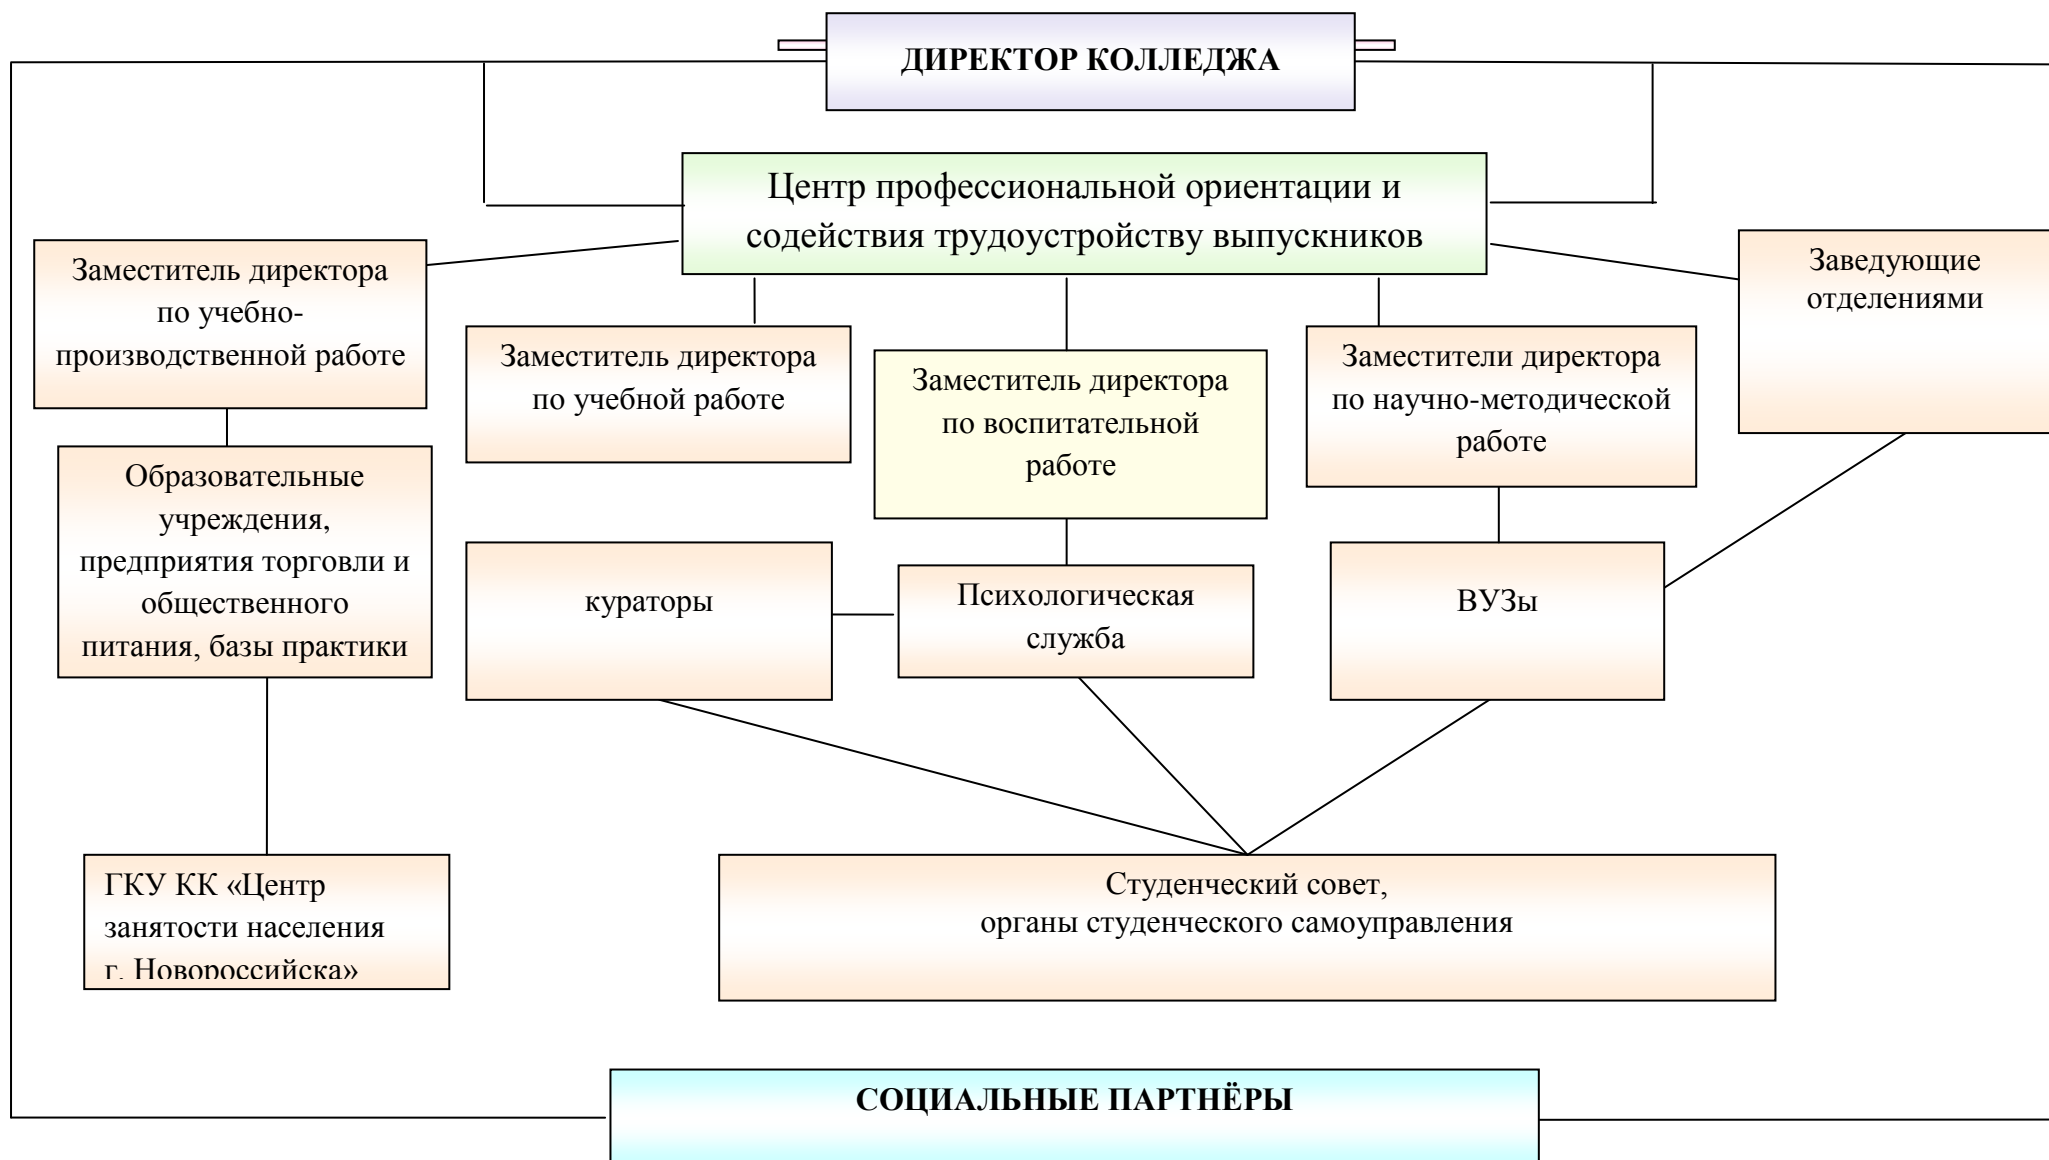 ДИРЕКТОР КОЛЛЕДЖА
Центр профессиональной ориентации и
содействия трудоустройству выпускников
Заместитель директора
по учебно-
производственной работе
Заместитель директора
по учебной работе
Заместитель директора
по воспитательной
работе
Заместители директора
по научно-методической
работе
Заведующие
отделениями
Образовательные
учреждения,
предприятия торговли и
общественного
питания, базы практики
кураторы
Психологическая
служба
ВУЗы
ГКУ КК «Центр
занятости населения
г. Новороссийска»
Студенческий совет,
органы студенческого самоуправления
СОЦИАЛЬНЫЕ ПАРТНЁРЫ